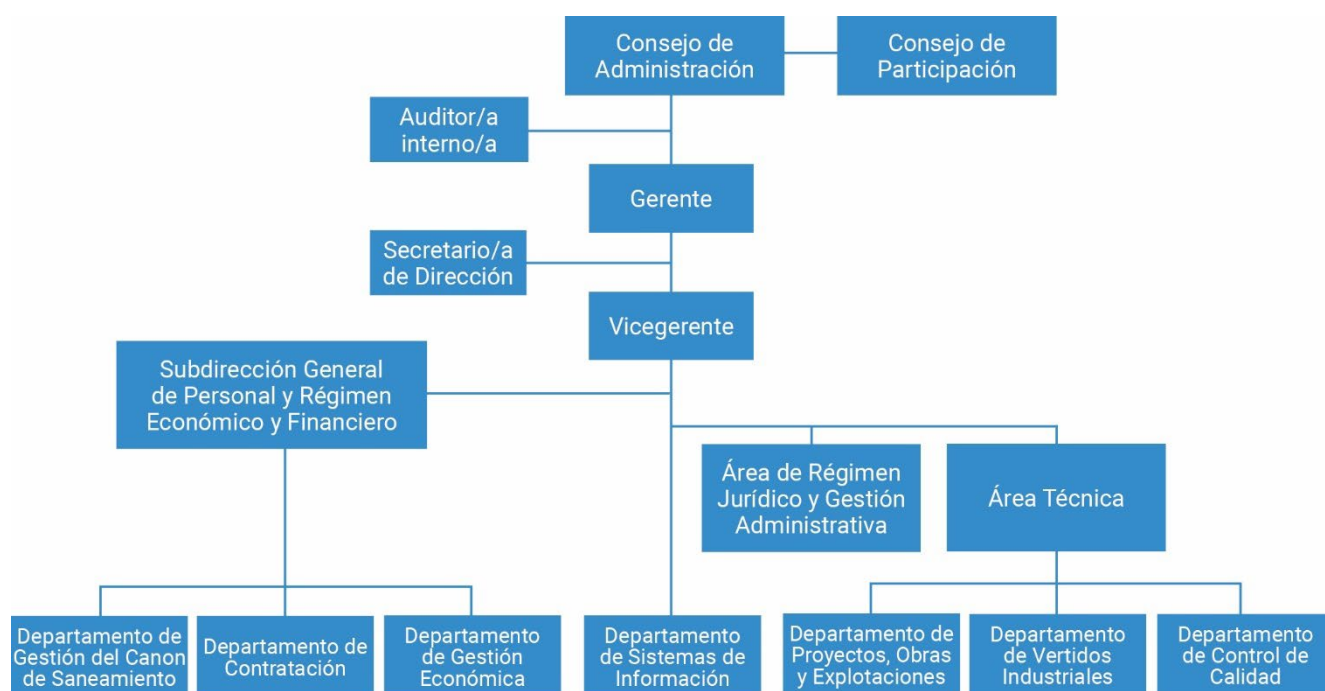 Consejo de
Administración
Consejo de
Participación
Auditor/a
interno/a
Gerente
Secretario/a
de Dirección
Vicegerente
Subdirección General
de Personal y Régimen
Económico y Financiero
Área de Régimen
Jurídico y Gestión
Administrativa
Área Técnica
Departamento de
Gestión del Canon
de Saneamiento
Departamento de
Contratación
Departamento
de Gestión
Económica
Departamento
de Sistemas de
Información
Departamento de
Proyectos, Obras
y Explotaciones
Departamento
de Vertidos
Industriales
Departamento
de Control de
Calidad